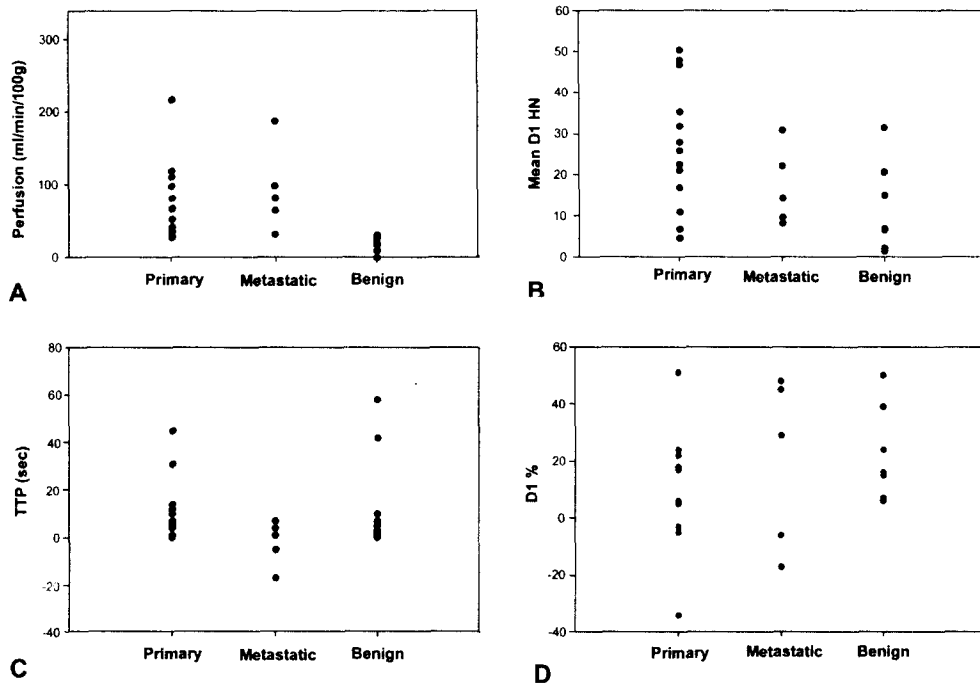 300
200
100
0
Perfusion (ml/min/100g)
Primary Metastatic Benign
A
60
50
40
30
20
10
0
Mean D1 HN
Primary Metastatic Benign
B
80
60
40
20
0
-20
-40
TTP (sec)
Primary Metastatic Benign
C
60
40
20
0
-20
-40
D1 %
Primary Metastatic Benign
D